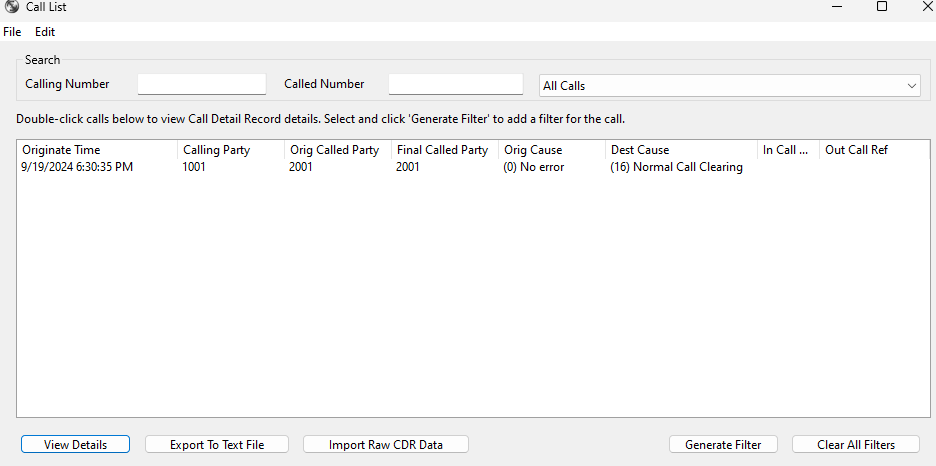 Call List
File Edit
Search
Calling Number Called Number All Calls
Double-click calls below to view Call Detail Record details. Select and click 'Generate Filter' to add a filter for the call.
Originate Time Calling Party Orig Called Party Final Called Party Orig Cause Dest Cause In Call ... Out Call Ref
9/19/2024 6:30:35 PM 1001 2001 2001 (0) No error (16) Normal Call Clearing
View Details Export To Text File Import Raw CDR Data Generate Filter Clear All Filters